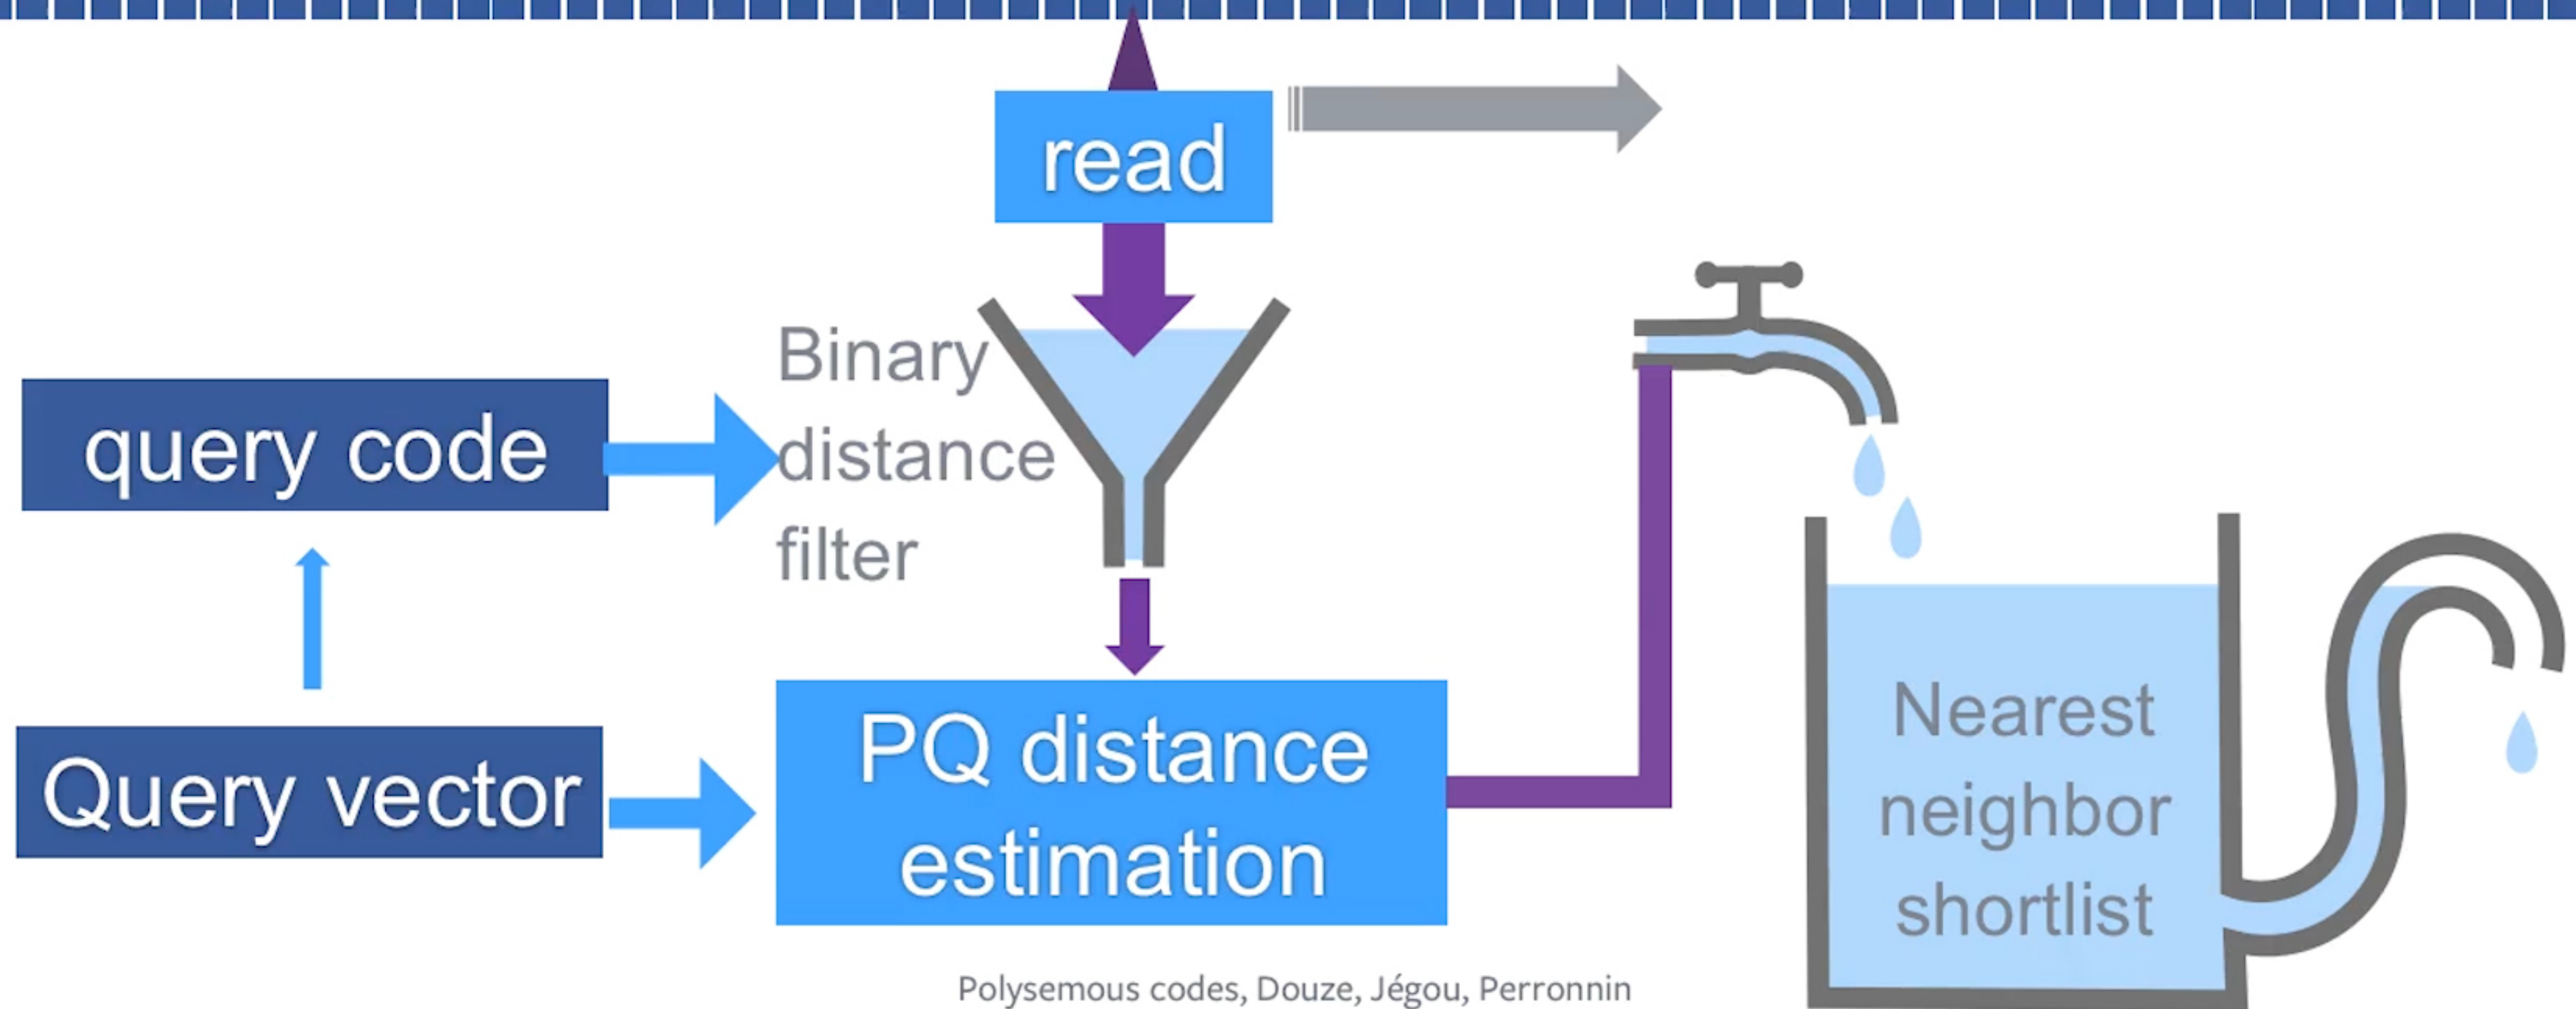 read
Binary
distance
filter
query code
Query vector
PQ distance
estimation
Nearest
neighbor
shortlist
Polysemous codes, Douze, Jégou, Perronnin